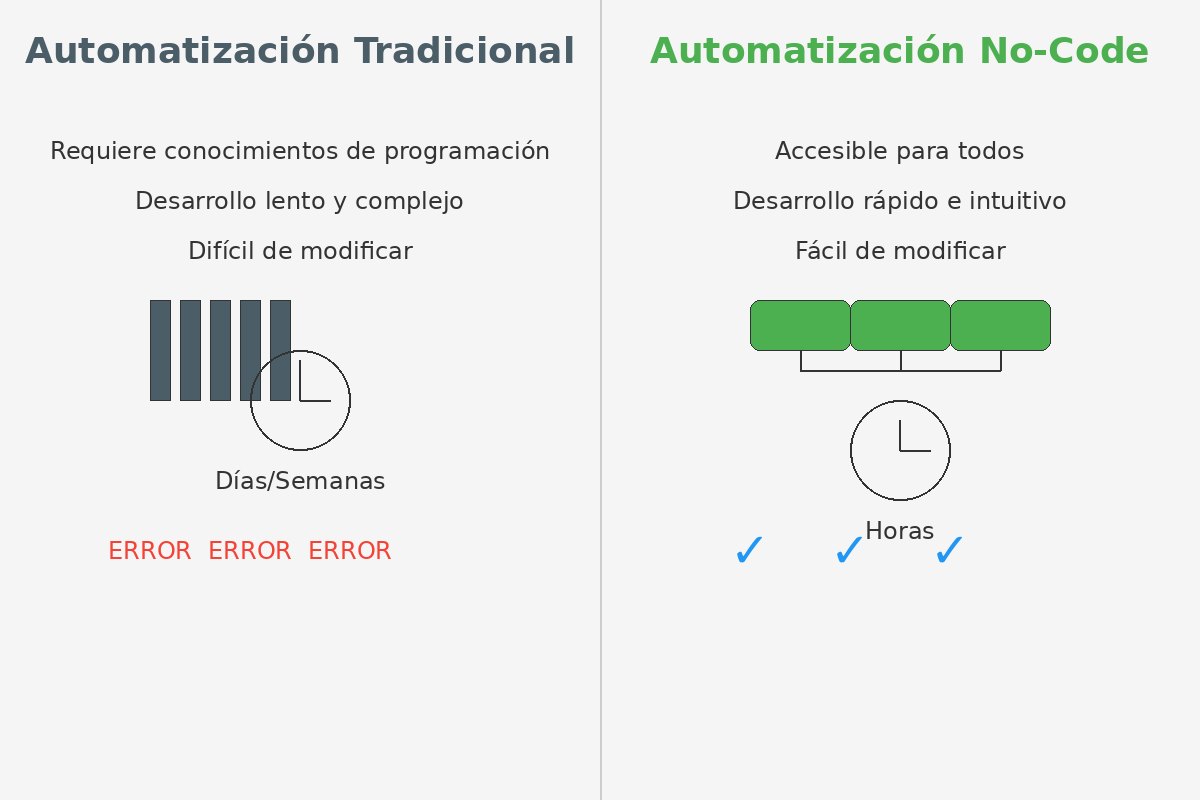 Automatización Tradicional
Requiere conocimientos de programación
Desarrollo lento y complejo
Difícil de modificar
Días/Semanas
ERROR ERROR ERROR
Automatización No-Code
Accesible para todos
Desarrollo rápido e intuitivo
Fácil de modificar
Horas
✓ ✓ ✓